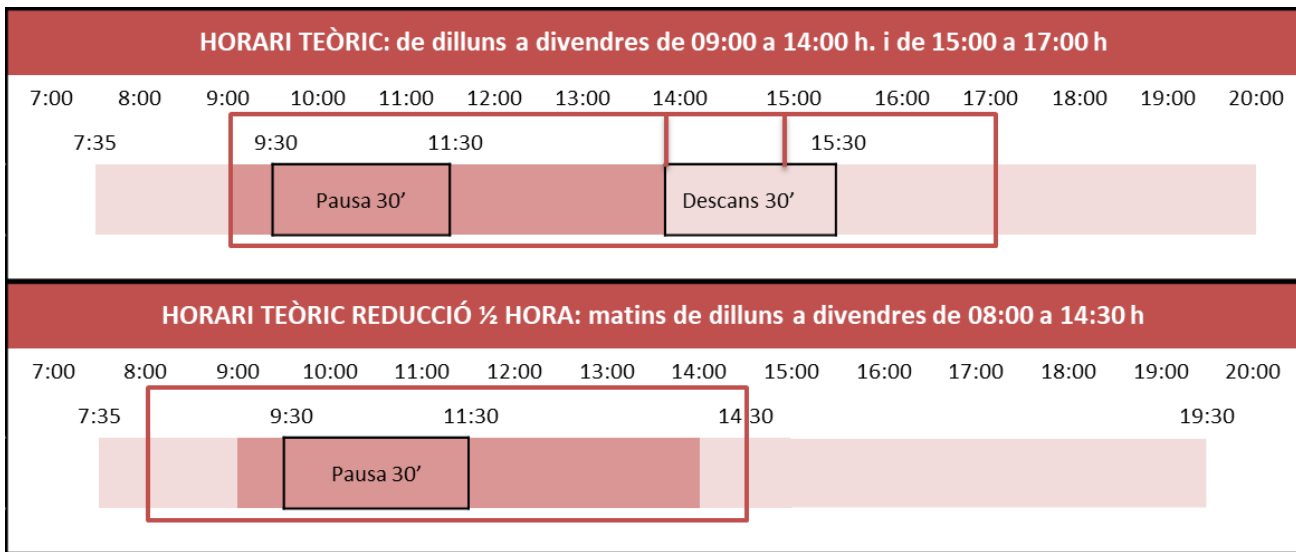 HORARI TEÒRIC: de dilluns a divendres de 09:00 a 14:00 h. i de 15:00 a 17:00 h
7:00 8:00 9:00 10:00 11:00 12:00 13:00 14:00 15:00 16:00 17:00 18:00 19:00 20:00
7:35 9:30 11:30 15:30
Pausa 30’ Descans 30’
HORARI TEÒRIC REDUCCIÓ ½ HORA: matins de dilluns a divendres de 08:00 a 14:30 h
7:00 8:00 9:00 10:00 11:00 12:00 13:00 14:00 15:00 16:00 17:00 18:00 19:00 20:00
7:35 9:30 11:30 14:30 19:30
Pausa 30’